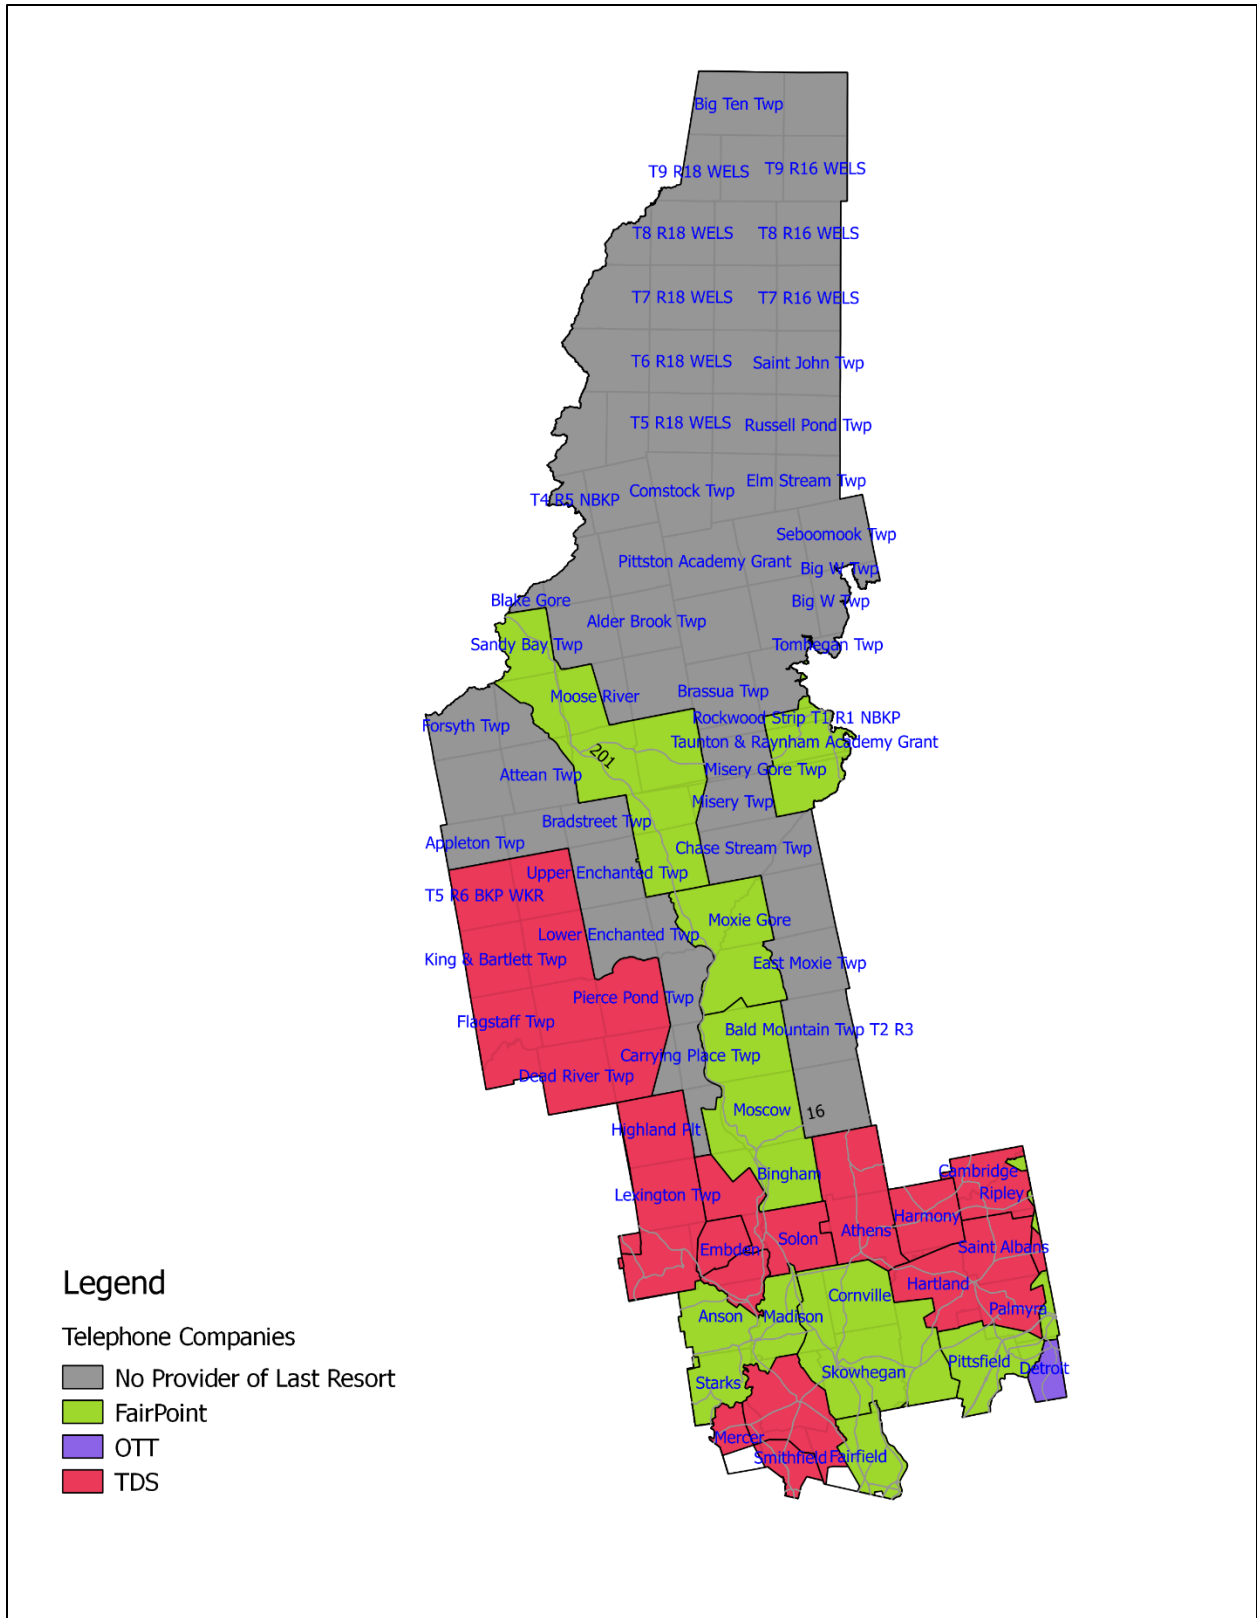 Big Ten Twp
T9 R18 WELS
T9 R16 WELS
T8 R18 WELS
T8 R16 WELS
T7 R18 WELS
T7 R16 WELS
T6 R18 WELS
Saint John Twp
T5 R18 WELS
Russell Pond Twp
Elm Stream Twp
Comstock Twp
T4 R5 NBKP
Seboomook Twp
Pittston Academy Grant
Big W Twp
Blake Gore
Big W Twp
Alder Brook Twp
Sandy Bay Twp
Tomhegan Twp
Moose River
Brassua Twp
Forsyth Twp
Rockwood Strip T1 R1 NBKP
Taunton & Raynham Academy Grant
201
Attean Twp
Misery Gore Twp
Misery Twp
Bradstreet Twp
Appleton Twp
Chase Stream Twp
Upper Enchanted Twp
T5 R6 BKP WKR
Moxie Gore
Lower Enchanted Twp
King & Bartlett Twp
East Moxie Twp
Pierce Pond Twp
Flagstaff Twp
Bald Mountain Twp T2 R3
Carrying Place Twp
Dead River Twp
Moscow
16
Highland Plt
Bingham
Cambridge
Lexington Twp
Ripley
Harmony
Athens
Solon
Embden
Saint Albans
Hartland
Cornville
Anson
Madison
Palmyra
Skowhegan
Pittsfield
Detroit
Starks
Mercer
Smithfield
Fairfield
Legend
Telephone Companies
No Provider of Last Resort
FairPoint
OTT
TDS